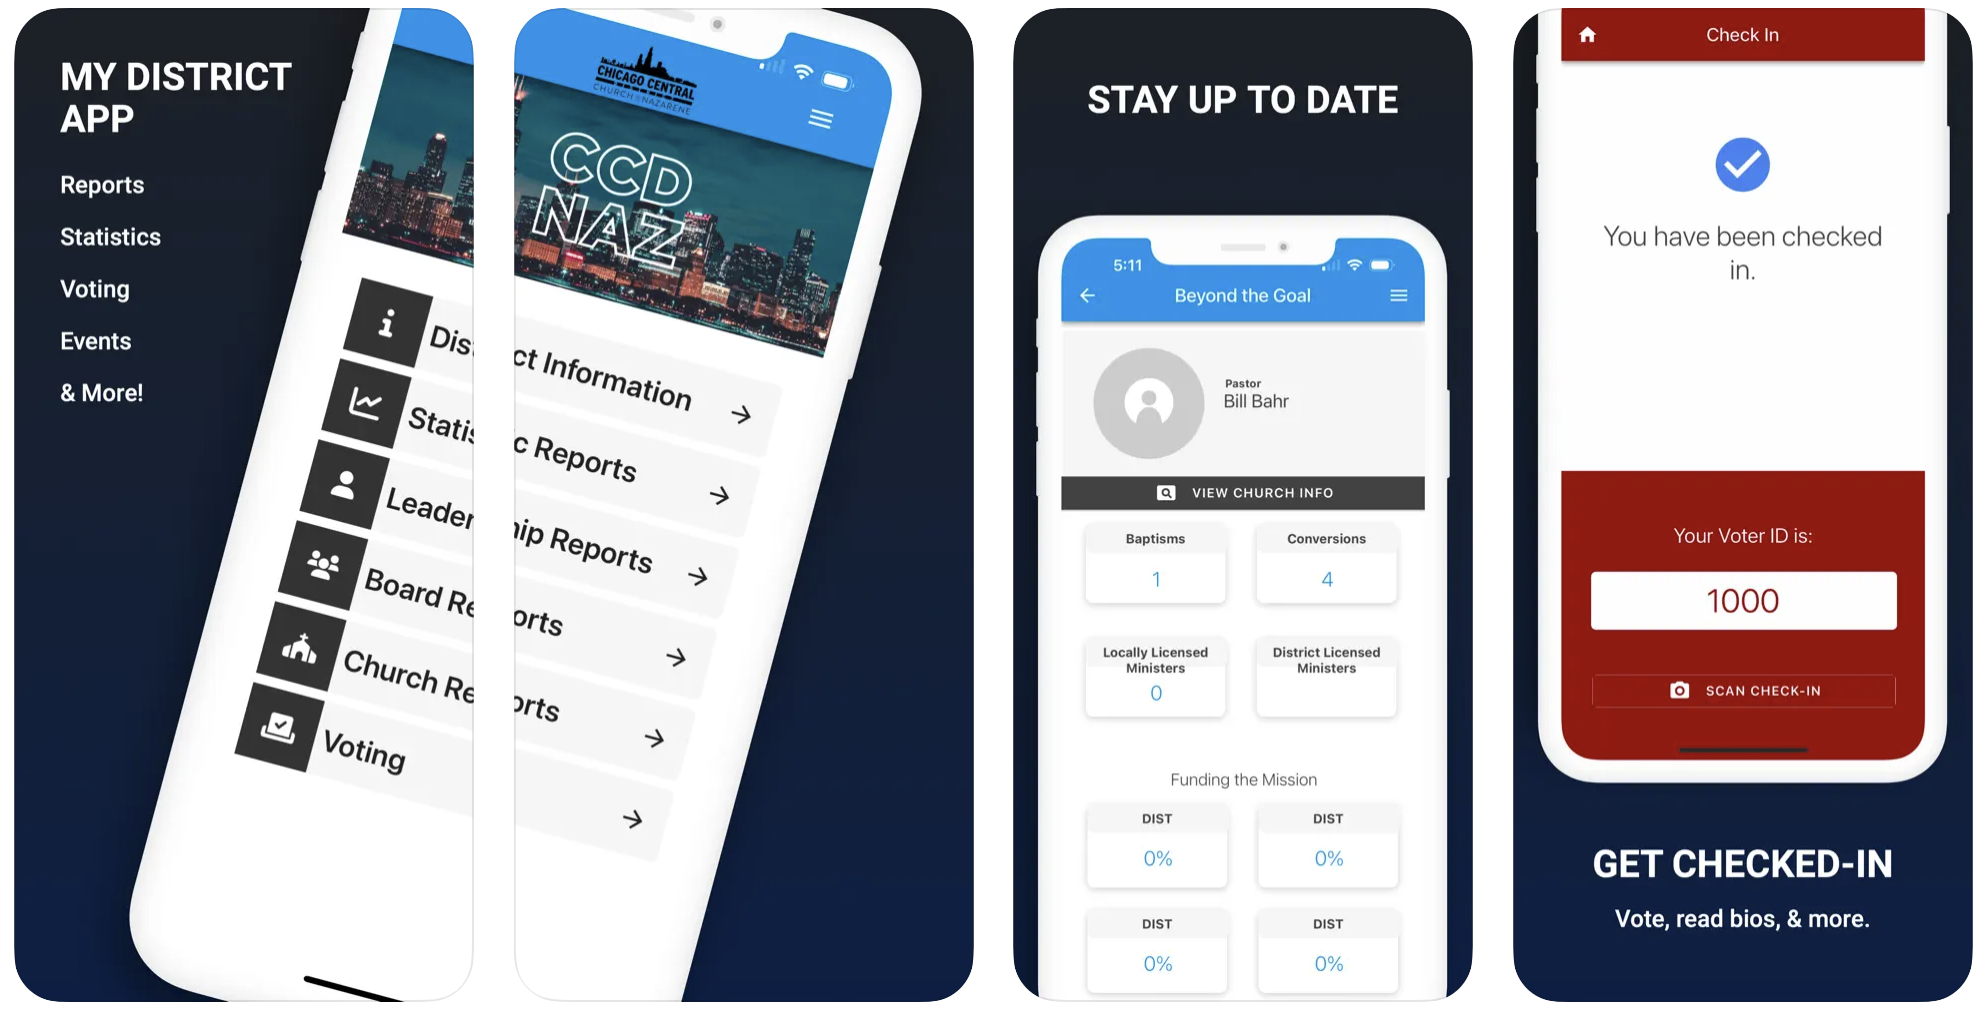 MY DISTRICT
APP
Reports
Statistics
Voting
Events
& More!
Dis
Statis
Leader
Board Re
Church Re
Voting
CHICAGO CENTRAL
CHURCH OF NAZARENE
CCD
NAZ
ct Information
c Reports
hip Reports
orts
orts
STAY UP TO DATE
5:11
Beyond the Goal
Pastor
Bill Bahr
VIEW CHURCH INFO
Baptisms
Conversions
1
4
Locally Licensed
Ministers
District Licensed
Ministers
0
Funding the Mission
DIST
DIST
0%
0%
DIST
DIST
0%
0%
Check In
You have been checked
in.
Your Voter ID is:
1000
SCAN CHECK-IN
GET CHECKED-IN
Vote, read bios, & more.